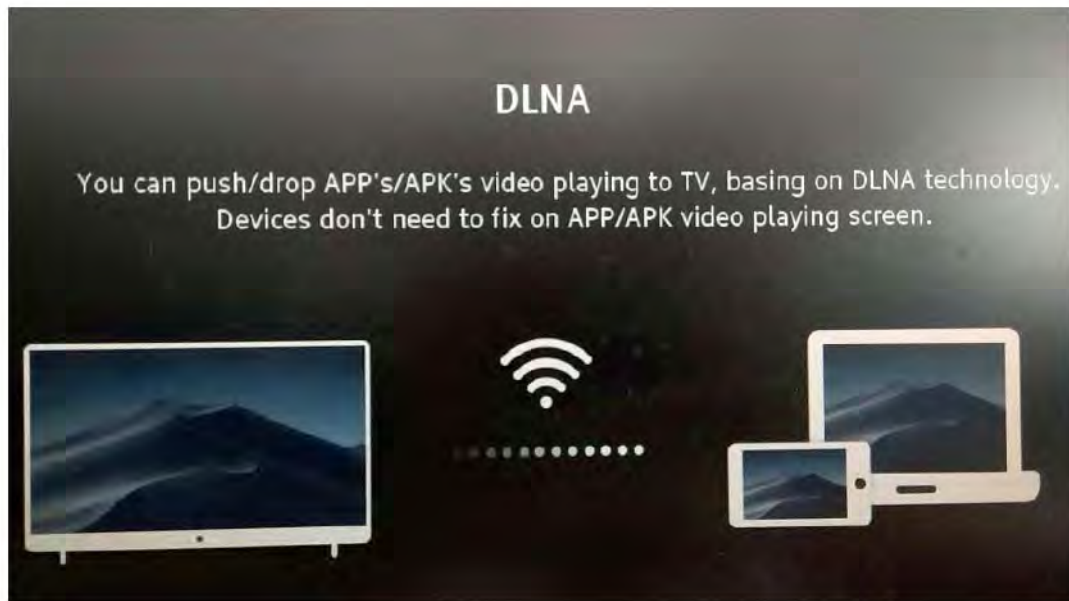 DLNA
You can push/drop APP's/APK's video playing to TV, basing on DLNA technology.
Devices don't need to fix on APP/APK video playing screen.